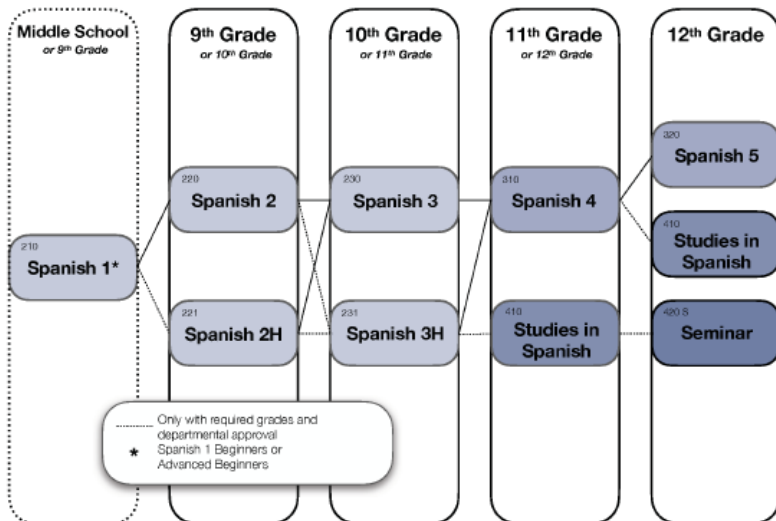 Middle School
or 9th Grade
9th Grade
or 10th Grade
10th Grade
or 11th Grade
11th Grade
or 12th Grade
12th Grade
210
Spanish 1*
220
Spanish 2
221
Spanish 2H
230
Spanish 3
231
Spanish 3H
310
Spanish 4
410
Studies in
Spanish
320
Spanish 5
410
Studies in
Spanish
420 S
Seminar
Only with required grades and
departmental approval
* Spanish 1 Beginners or
Advanced Beginners